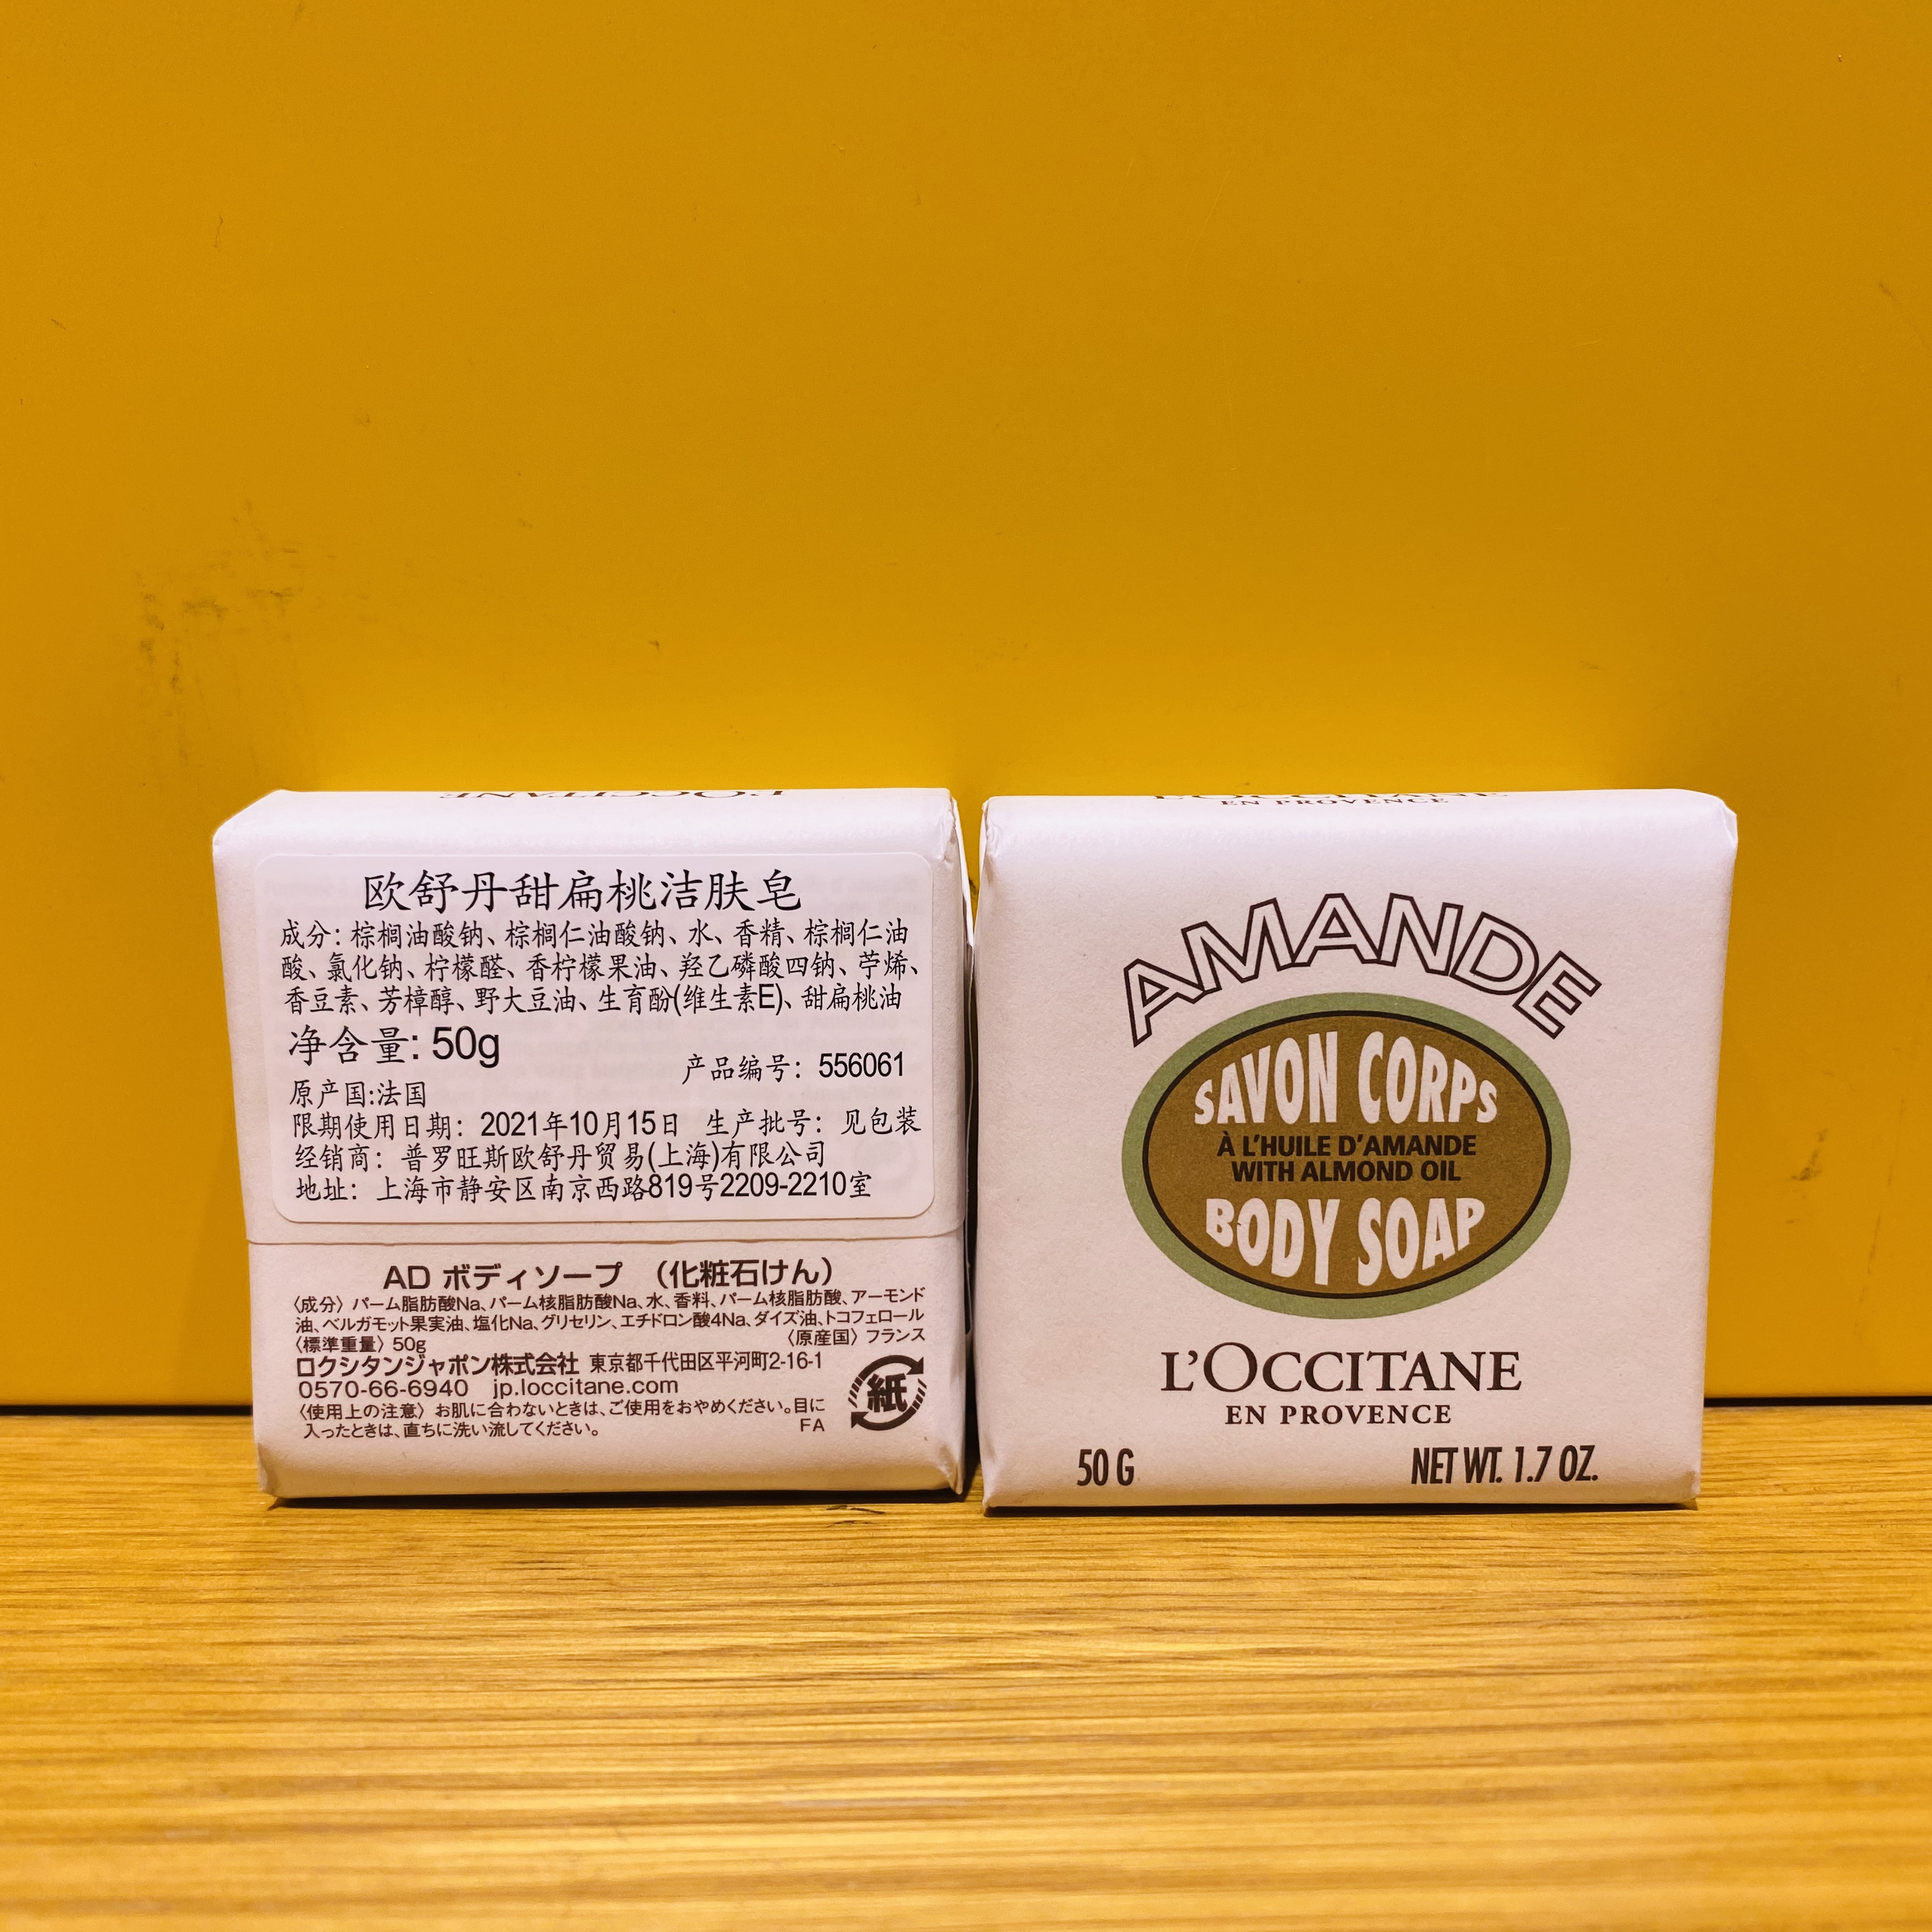 L'OCCITANE
欧舒丹甜扁桃洁肤皂
成分: 棕榈油酸钠、棕榈仁油酸钠、水、香精、棕榈仁油
酸、氯化钠、柠檬醛、香柠檬果油、羟乙磷酸四钠、苧烯、
香豆素、芳樟醇、野大豆油、生育酚(维生素E)、甜扁桃油
净含量: 50g
产品编号: 556061
原产国:法国
限期使用日期: 2021年10月15日 生产批号: 见包装
经销商: 普罗旺斯欧舒丹贸易(上海)有限公司
地址: 上海市静安区南京西路819号2209-2210室
AD ボディソープ (化粧石けん)
〈成分〉パーム脂肪酸Na、パーム核脂肪酸Na、水、香料、パーム核脂肪酸、アーモンド
油、ベルガモット果実油、塩化Na、グリセリン、エチドロン酸4Na、ダイズ油、トコフェロール
〈標準重量〉50g 〈原産国〉フランス
ロクシタンジャポン株式会社 東京都千代田区平河町2-16-1
0570-66-6940 jp.loccitane.com
〈使用上の注意〉お肌に合わないときは、ご使用をおやめください。目に
入ったときは、直ちに洗い流してください。 FA
紙
L'OCCITANE
EN PROVENCE
AMANDE
SAVON CORPS
À L'HUILE D'AMANDE
WITH ALMOND OIL
BODY SOAP
L'OCCITANE
EN PROVENCE
50 G NET WT. 1.7 OZ.